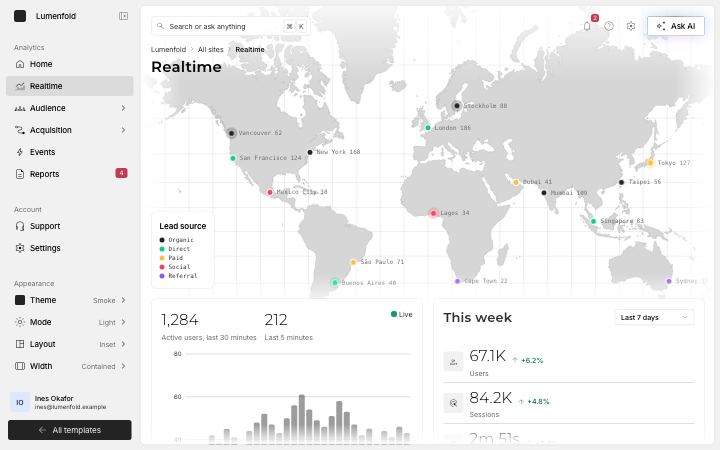 Lumenfold
Analytics
Home
Realtime
Audience
Acquisition
Events
Reports 4
Account
Support
Settings
Appearance
Theme Smoke
Mode Light
Layout Inset
Width Contained
IO Ines Okafor
ines@lumenfold.example
All templates
Search or ask anything ⌘ K
2
Ask AI
Lumenfold All sites Realtime
Realtime
Stockholm 88
London 186
Vancouver 62
New York 168
San Francisco 124
Tokyo 127
Mexico City 38
Dubai 41
Mumbai 109
Taipei 56
Lagos 34
Singapore 83
São Paulo 71
Buenos Aires 40
Cape Town 22
Sydney
Lead source
Organic
Direct
Paid
Social
Referral
1,284
Active users, last 30 minutes
212
Last 5 minutes
Live
80
60
40
This week
Last 7 days
67.1K +6.2%
Users
84.2K +4.8%
Sessions
2m 51s